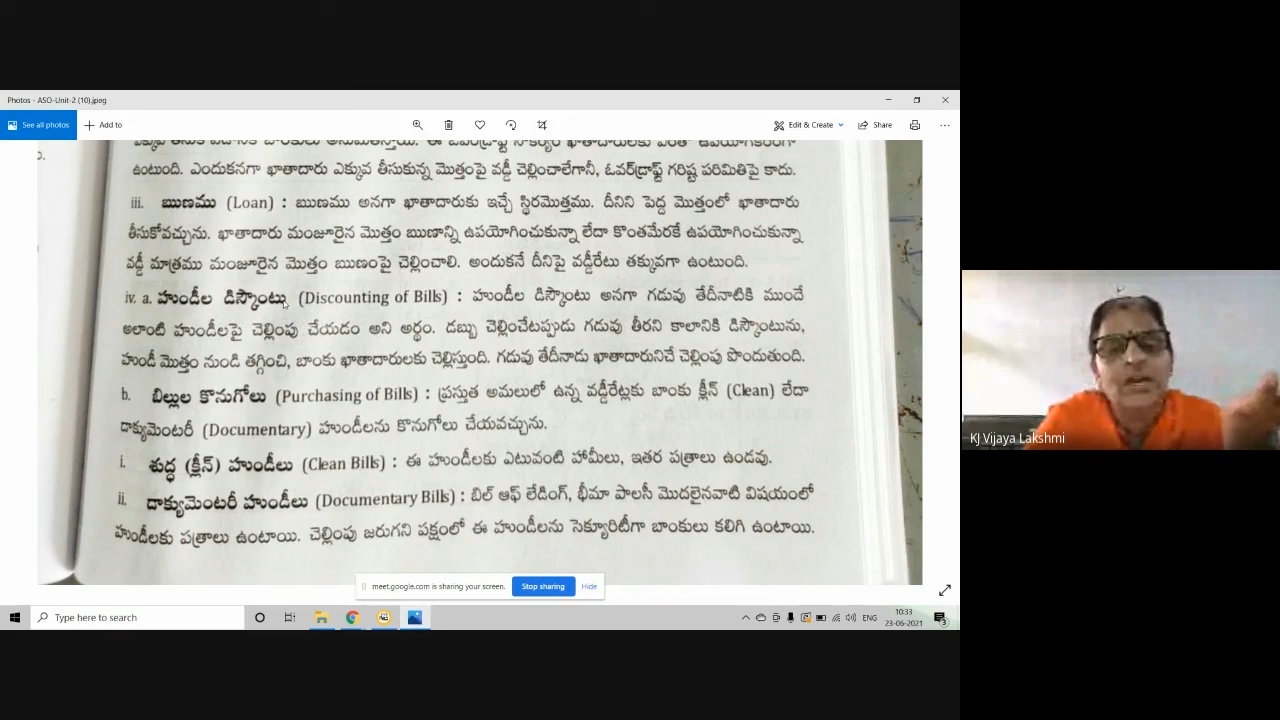 Photos - ASO-Unit-2 (10).jpeg
See all photos
Add to
Edit & Create
Share
ఉంటుంది. ఎందుకనగా ఖాతాదారు ఎక్కువ తీసుకున్న మొత్తంపై వడ్డీ చెల్లించాలేగానీ, ఓవర్‌డ్రాఫ్ట్ గరిష్ట పరిమితిపై కాదు.
iii. ఋణము (Loan) : ఋణము అనగా ఖాతాదారుకు ఇచ్చే స్థిరమొత్తము. దీనిని పెద్ద మొత్తంలో ఖాతాదారు
తీసుకోవచ్చును. ఖాతాదారు మంజూరైన మొత్తం ఋణాన్ని ఉపయోగించుకున్నా లేదా కొంతమేరకే ఉపయోగించుకున్నా
వడ్డీ మాత్రము మంజూరైన మొత్తం ఋణంపై చెల్లించాలి. అందుకనే దీనిపై వడ్డీరేటు తక్కువగా ఉంటుంది.
iv. a. హుండీల డిస్కౌంటు (Discounting of Bills) : హుండీల డిస్కౌంటు అనగా గడువు తేదీనాటికి ముందే
అలాంటి హుండీలపై చెల్లింపు చేయడం అని అర్థం. డబ్బు చెల్లించేటప్పుడు గడువు తీరని కాలానికి డిస్కౌంటును,
హుండీ మొత్తం నుండి తగ్గించి, బాంకు ఖాతాదారులకు చెల్లిస్తుంది. గడువు తేదీనాడు ఖాతాదారునిచే చెల్లింపు పొందుతుంది.
b. బిల్లుల కొనుగోలు (Purchasing of Bills) : ప్రస్తుత అమలులో ఉన్న వడ్డీరేట్లకు బాంకు క్లీన్ (Clean) లేదా
డాక్యుమెంటరీ (Documentary) హుండీలను కొనుగోలు చేయవచ్చును.
i. శుద్ధ (క్లీన్) హుండీలు (Clean Bills) : ఈ హుండీలకు ఎటువంటి హామీలు, ఇతర పత్రాలు ఉండవు.
ii. డాక్యుమెంటరీ హుండీలు (Documentary Bills) : బిల్ ఆఫ్ లేడింగ్, భీమా పాలసీ మొదలైనవాటి విషయంలో
హుండీలకు పత్రాలు ఉంటాయి. చెల్లింపు జరుగని పక్షంలో ఈ హుండీలను సెక్యూరిటీగా బాంకులు కలిగి ఉంటాయి.
KJ Vijaya Lakshmi
meet.google.com is sharing your screen.
Stop sharing
Hide
Type here to search
ENG
10:33
23-06-2021
3